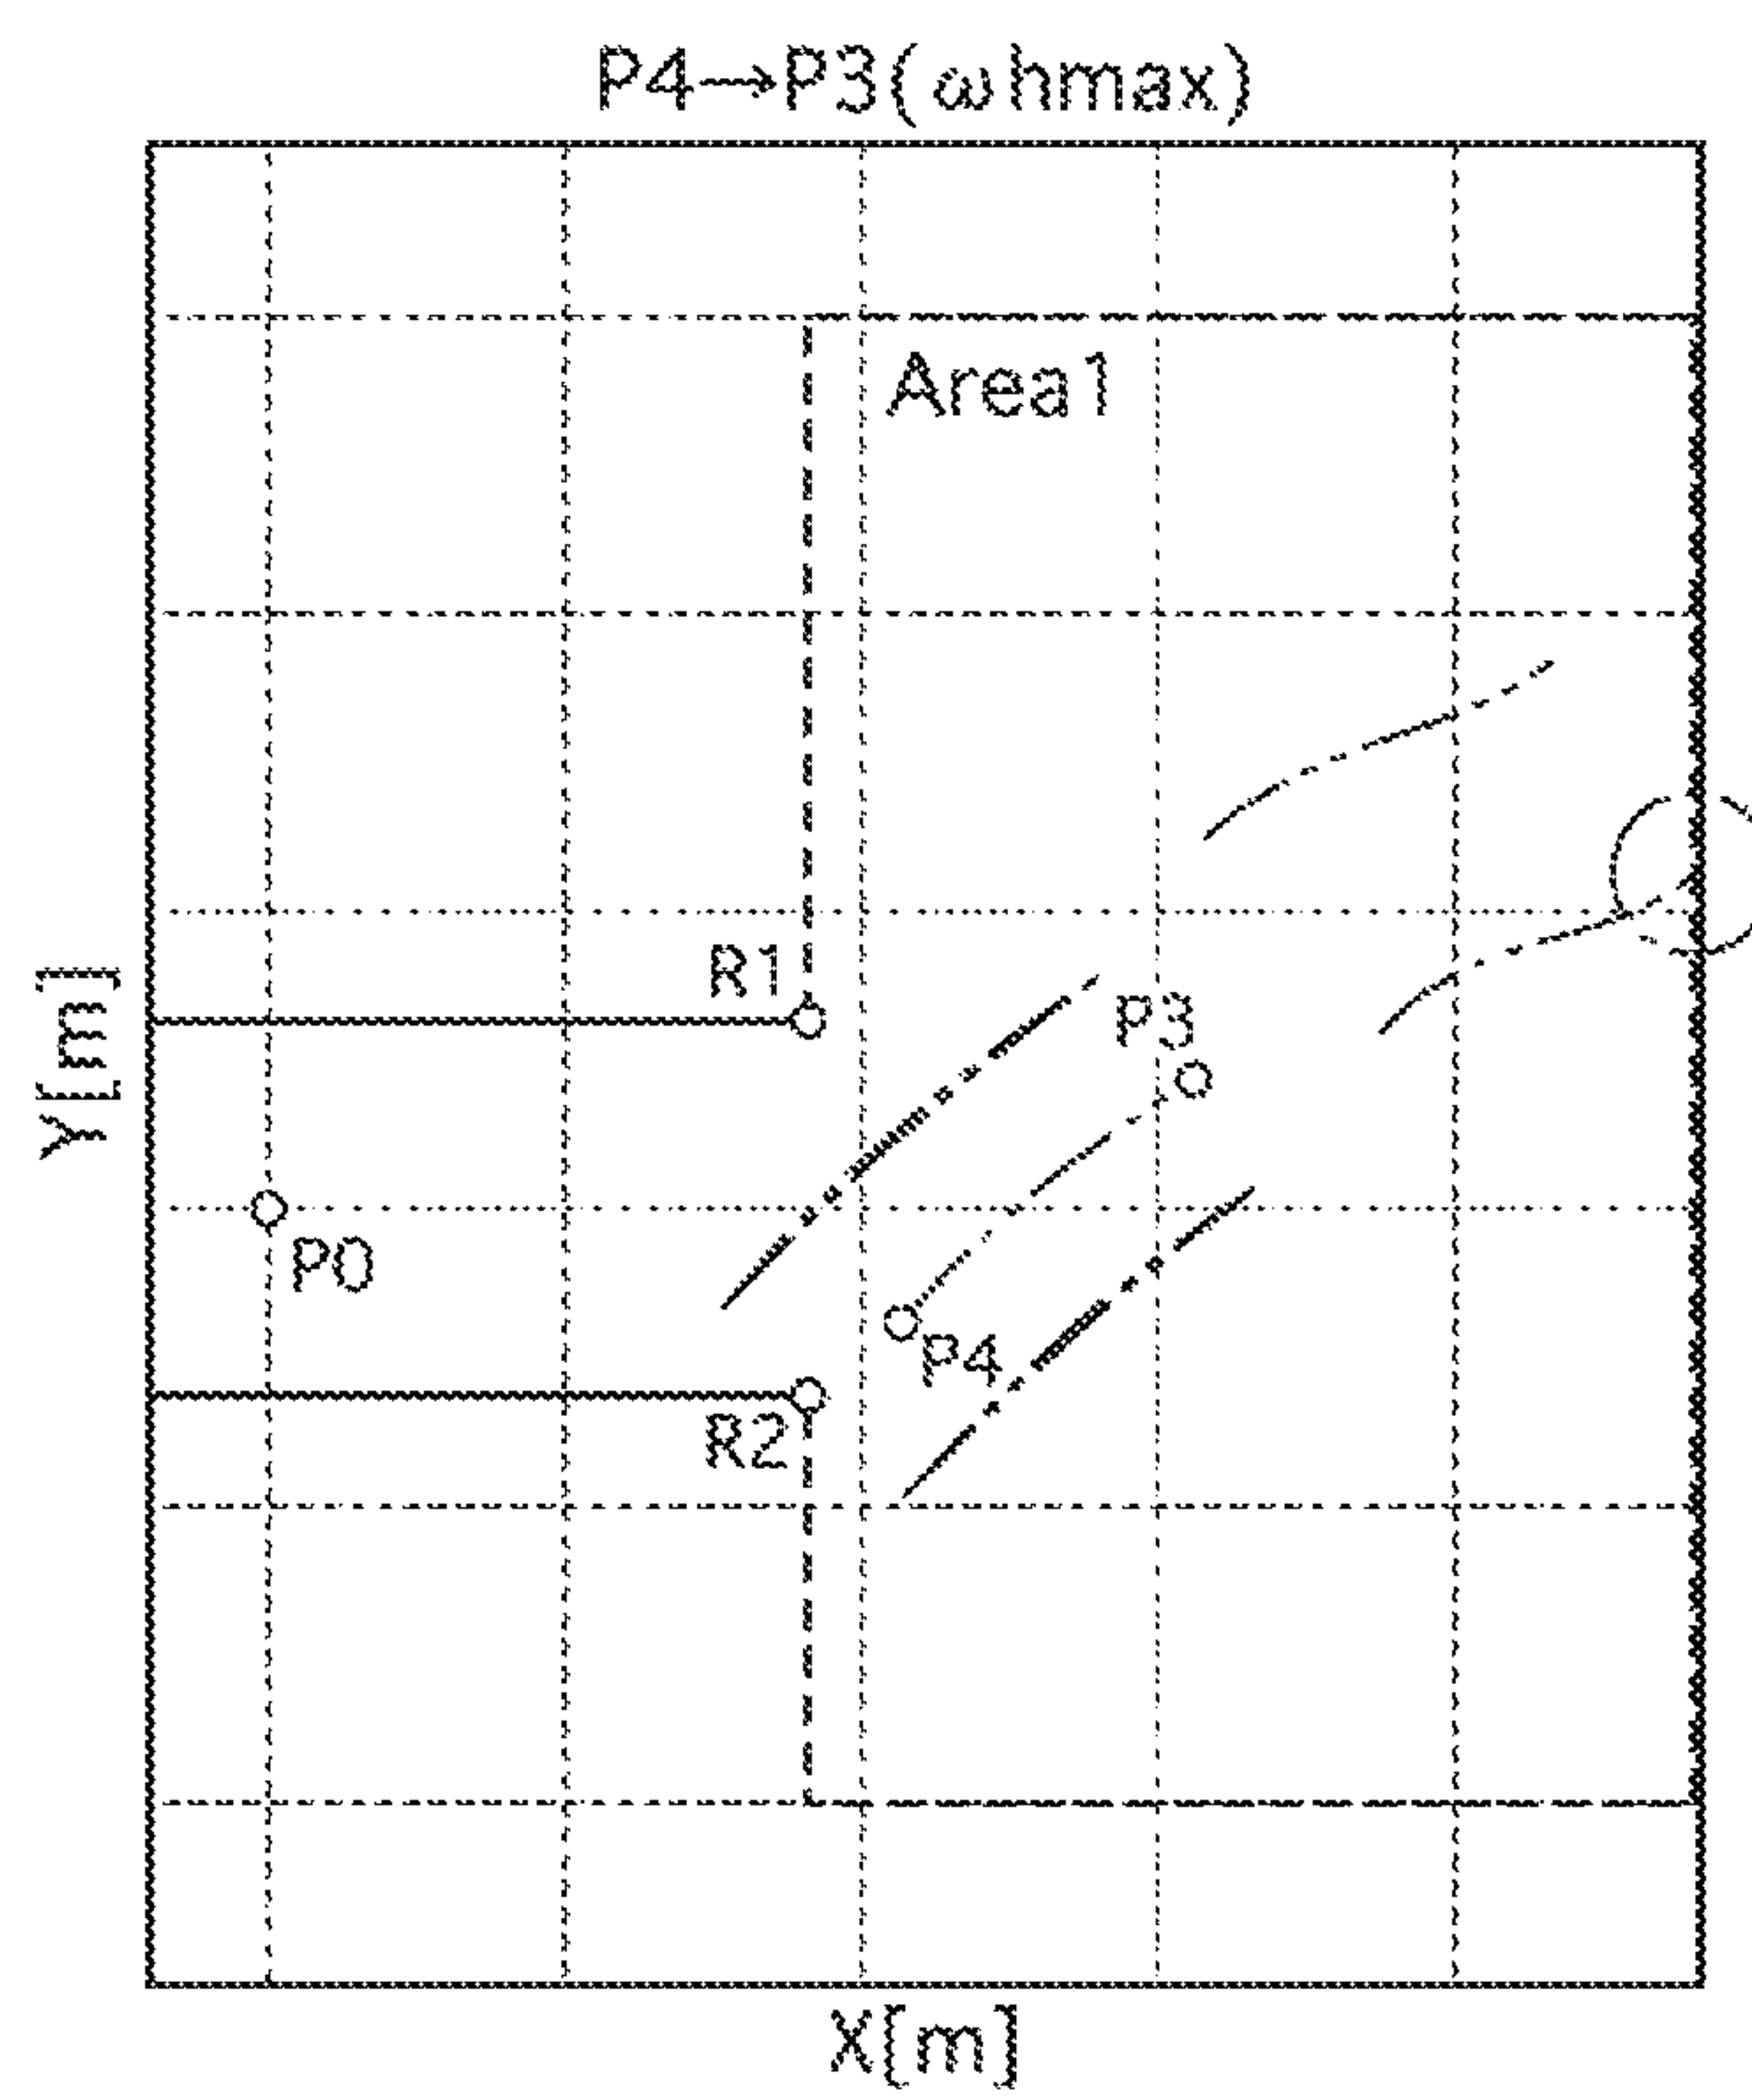 P4→P3(ωhmax)
Area1
R1
P3
Y[m]
P0
P4
R2
X[m]